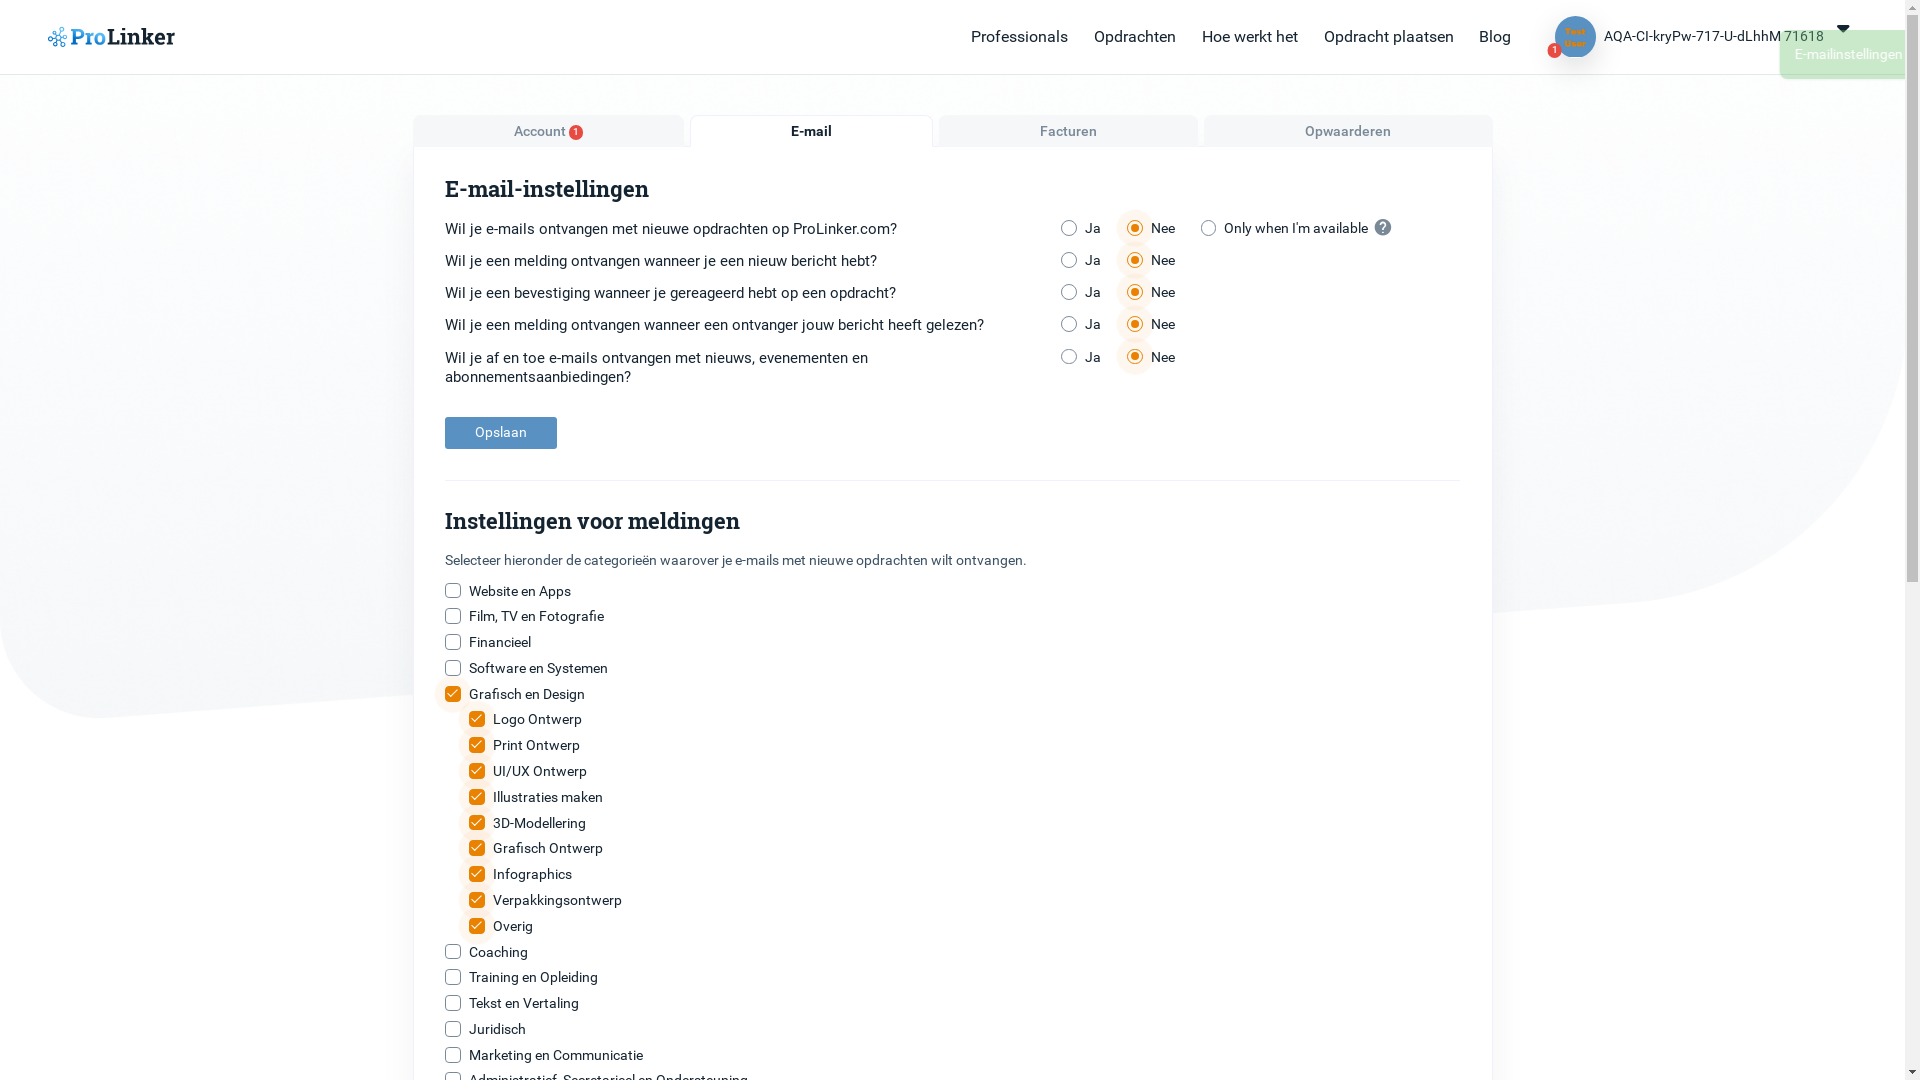 ProLinker
Professionals
Opdrachten
Hoe werkt het
Opdracht plaatsen
Blog
1
AQA-CI-kryPw-717-U-dLhhM 71618
E-mailinstellingen
Account 1
E-mail
Facturen
Opwaarderen
E-mail-instellingen
Wil je e-mails ontvangen met nieuwe opdrachten op ProLinker.com?
Ja
Nee
Only when I'm available ?
Wil je een melding ontvangen wanneer je een nieuw bericht hebt?
Ja
Nee
Wil je een bevestiging wanneer je gereageerd hebt op een opdracht?
Ja
Nee
Wil je een melding ontvangen wanneer een ontvanger jouw bericht heeft gelezen?
Ja
Nee
Wil je af en toe e-mails ontvangen met nieuws, evenementen en
abonnementsaanbiedingen?
Ja
Nee
Opslaan
Instellingen voor meldingen
Selecteer hieronder de categorieën waarover je e-mails met nieuwe opdrachten wilt ontvangen.
Website en Apps
Film, TV en Fotografie
Financieel
Software en Systemen
Grafisch en Design
Logo Ontwerp
Print Ontwerp
UI/UX Ontwerp
Illustraties maken
3D-Modellering
Grafisch Ontwerp
Infographics
Verpakkingsontwerp
Overig
Coaching
Training en Opleiding
Tekst en Vertaling
Juridisch
Marketing en Communicatie
Administratief, Secretarieel en Ondersteuning